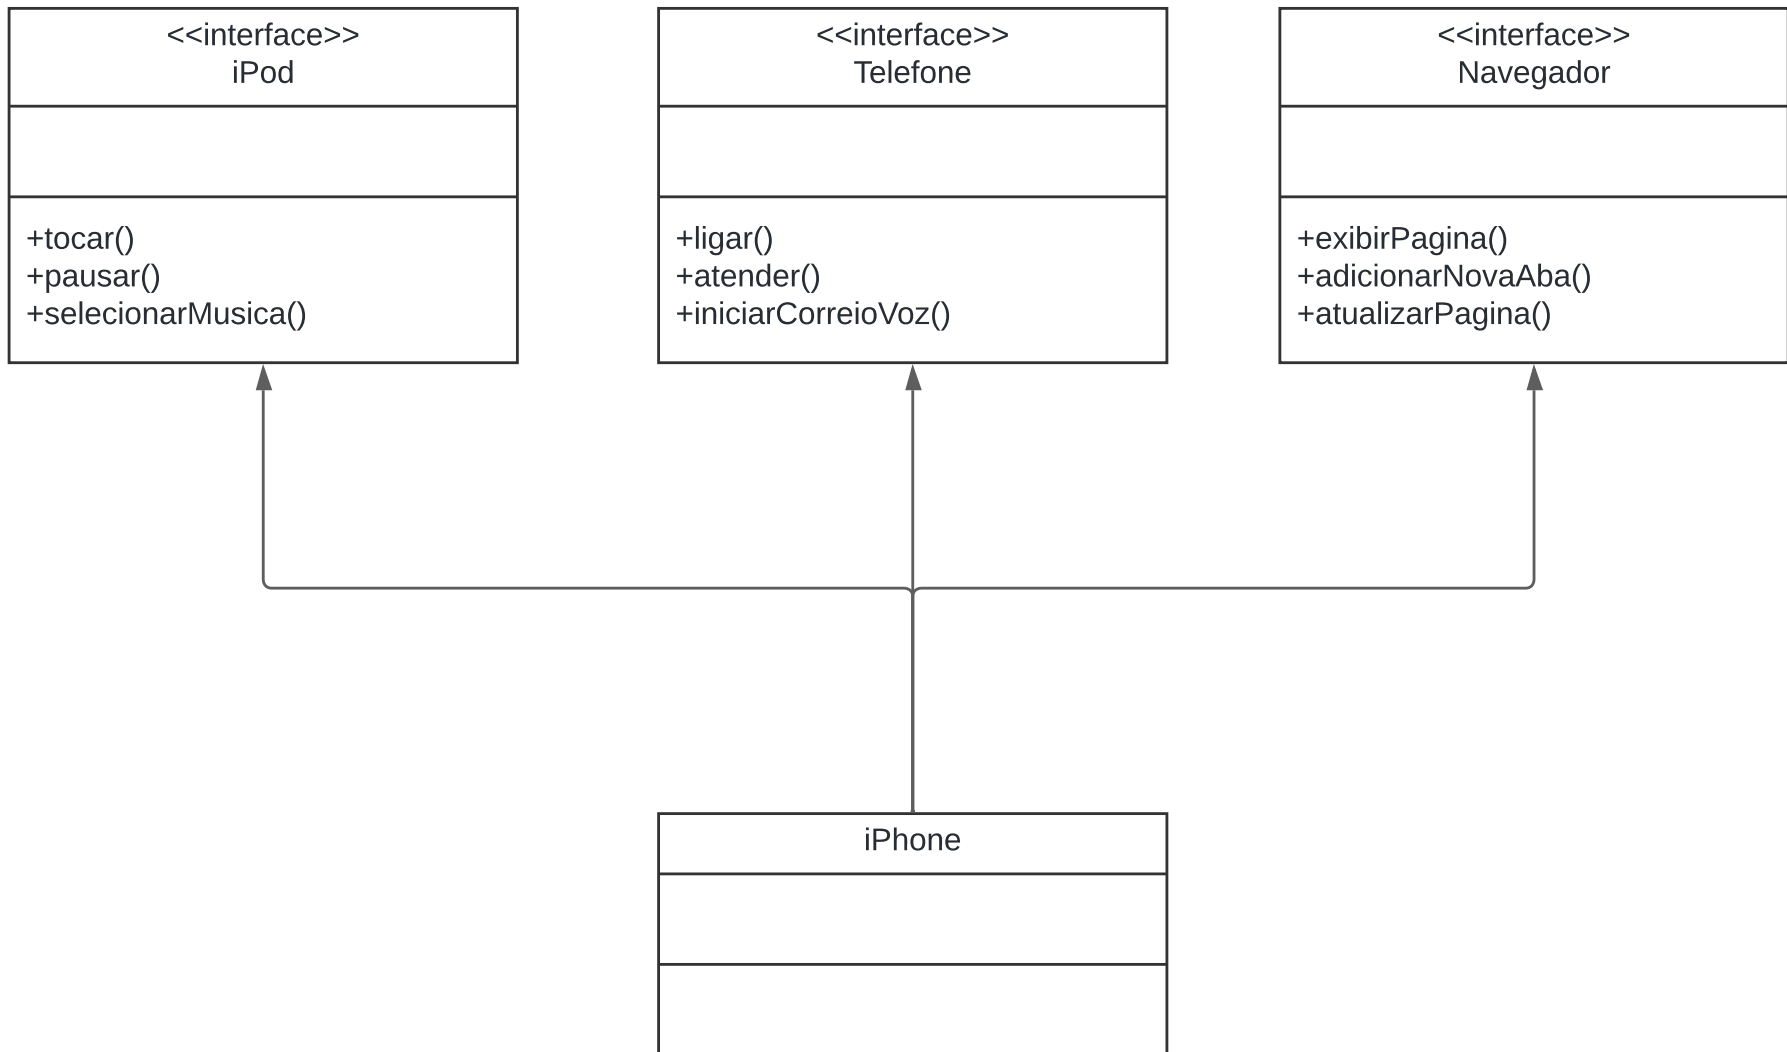 <<interface>>
iPod
+tocar()
+pausar()
+selecionarMusica()
<<interface>>
Telefone
+ligar()
+atender()
+iniciarCorreioVoz()
<<interface>>
Navegador
+exibirPagina()
+adicionarNovaAba()
+atualizarPagina()
iPhone